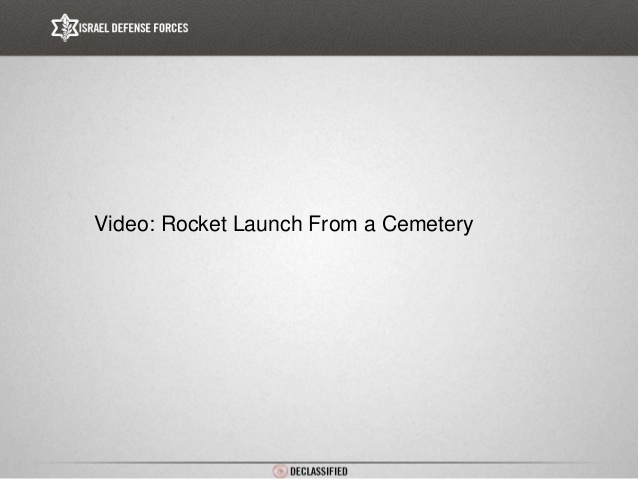 ISRAEL DEFENSE FORCES
Video: Rocket Launch From a Cemetery
DECLASSIFIED